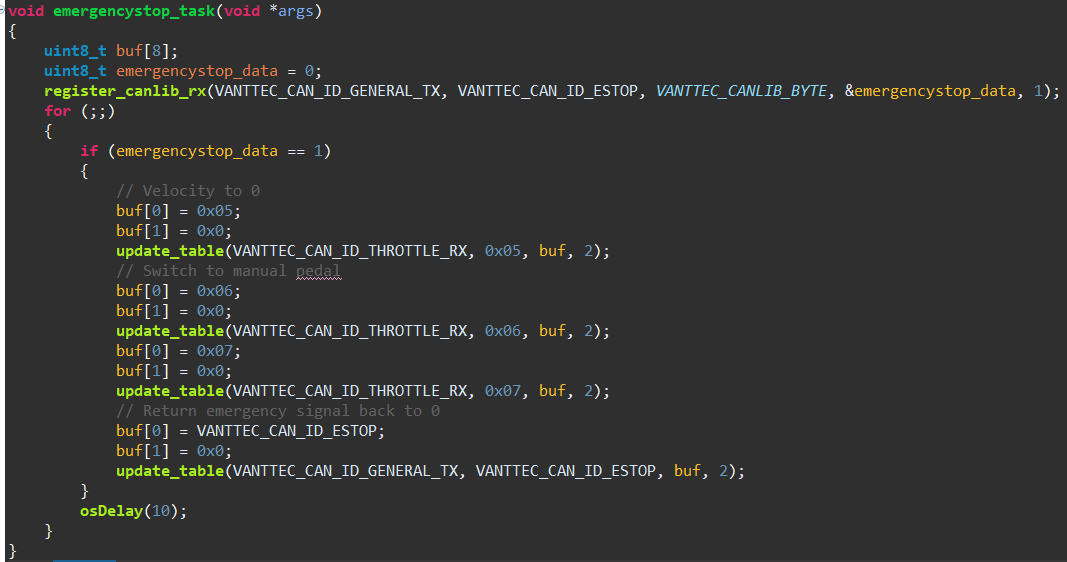 void emergencystop_task(void *args)
{
    uint8_t buf[8];
    uint8_t emergencystop_data = 0;
    register_canlib_rx(VANTTEC_CAN_ID_GENERAL_TX, VANTTEC_CAN_ID_ESTOP, VANTTEC_CANLIB_BYTE, &emergencystop_data, 1);
    for (;;)
    {
        if (emergencystop_data == 1)
        {
            // Velocity to 0
            buf[0] = 0x05;
            buf[1] = 0x0;
            update_table(VANTTEC_CAN_ID_THROTTLE_RX, 0x05, buf, 2);
            // Switch to manual pedal
            buf[0] = 0x06;
            buf[1] = 0x0;
            update_table(VANTTEC_CAN_ID_THROTTLE_RX, 0x06, buf, 2);
            buf[0] = 0x07;
            buf[1] = 0x0;
            update_table(VANTTEC_CAN_ID_THROTTLE_RX, 0x07, buf, 2);
            // Return emergency signal back to 0
            buf[0] = VANTTEC_CAN_ID_ESTOP;
            buf[1] = 0x0;
            update_table(VANTTEC_CAN_ID_GENERAL_TX, VANTTEC_CAN_ID_ESTOP, buf, 2);
        }
        osDelay(10);
    }
}